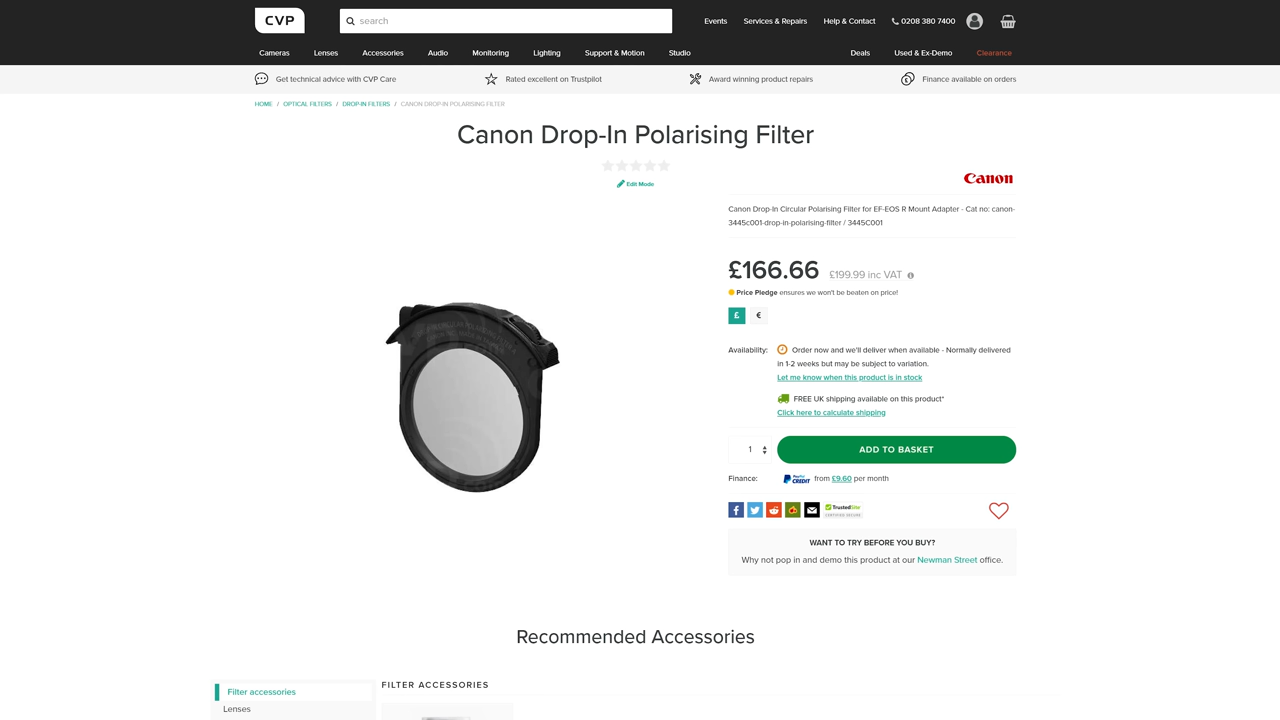 CVP
search
Events
Services & Repairs
Help & Contact
0208 380 7400
Cameras
Lenses
Accessories
Audio
Monitoring
Lighting
Support & Motion
Studio
Deals
Used & Ex-Demo
Clearance
Get technical advice with CVP Care
Rated excellent on Trustpilot
Award winning product repairs
Finance available on orders
HOME / OPTICAL FILTERS / DROP-IN FILTERS / CANON DROP-IN POLARISING FILTER
Canon Drop-In Polarising Filter
Edit Mode
Canon
Canon Drop-In Circular Polarising Filter for EF-EOS R Mount Adapter - Cat no: canon-
3445c001-drop-in-polarising-filter / 3445C001
£166.66 £199.99 inc VAT
Price Pledge ensures we won't be beaten on price!
£ €
Availability: Order now and we'll deliver when available - Normally delivered
in 1-2 weeks but may be subject to variation.
Let me know when this product is in stock
FREE UK shipping available on this product*
Click here to calculate shipping
1 ADD TO BASKET
Finance: PayPal CREDIT from £9.60 per month
TrustedSite
CERTIFIED SECURE
WANT TO TRY BEFORE YOU BUY?
Why not pop in and demo this product at our Newman Street office.
Recommended Accessories
Filter accessories
Lenses
FILTER ACCESSORIES